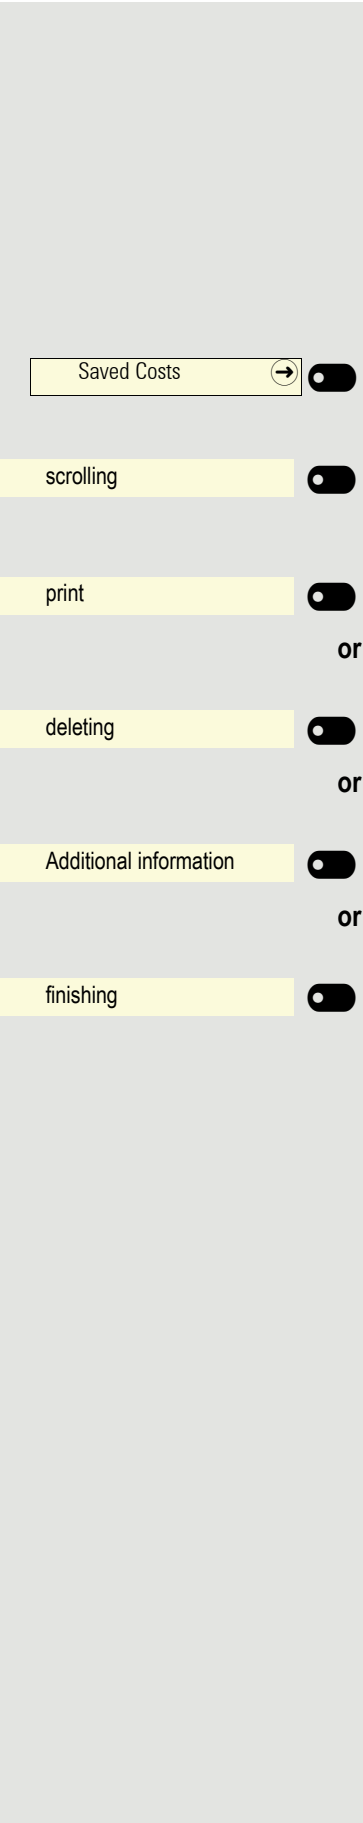 Saved Costs
scrolling
print
or
deleting
or
Additional information
or
finishing